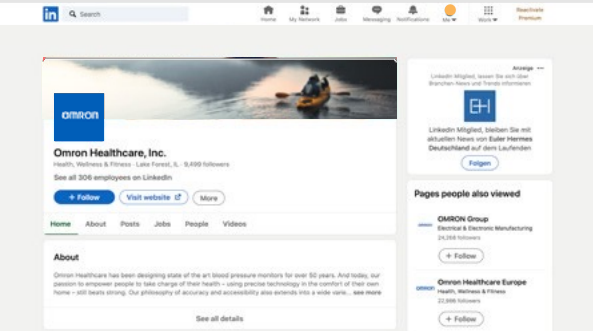 in
Search
Home
My Network
Jobs
Messaging
Notifications
Me
Work
Reactivate
Premium
OMRON
Omron Healthcare, Inc.
Health, Wellness & Fitness · Lake Forest, IL · 9,499 followers
See all 306 employees on LinkedIn
+ Follow
Visit website
More
Home
About
Posts
Jobs
People
Videos
About
Omron Healthcare has been designing state of the art blood pressure monitors for over 50 years. And today, our
passion to empower people to take charge of their health – using precise technology in the comfort of their own
home – still beats strong. Our philosophy of accuracy and accessibility also extends into a wide varie... see more
See all details
Anzeige
LinkedIn Mitglied, lassen Sie sich über
Branchen-News und Trends informieren
EH
LinkedIn Mitglied, bleiben Sie mit
aktuellen News von Euler Hermes
Deutschland auf dem Laufenden
Folgen
Pages people also viewed
OMRON Group
Electrical & Electronic Manufacturing
24,268 followers
+ Follow
OMRON
Omron Healthcare Europe
Health, Wellness & Fitness
22,898 followers
+ Follow